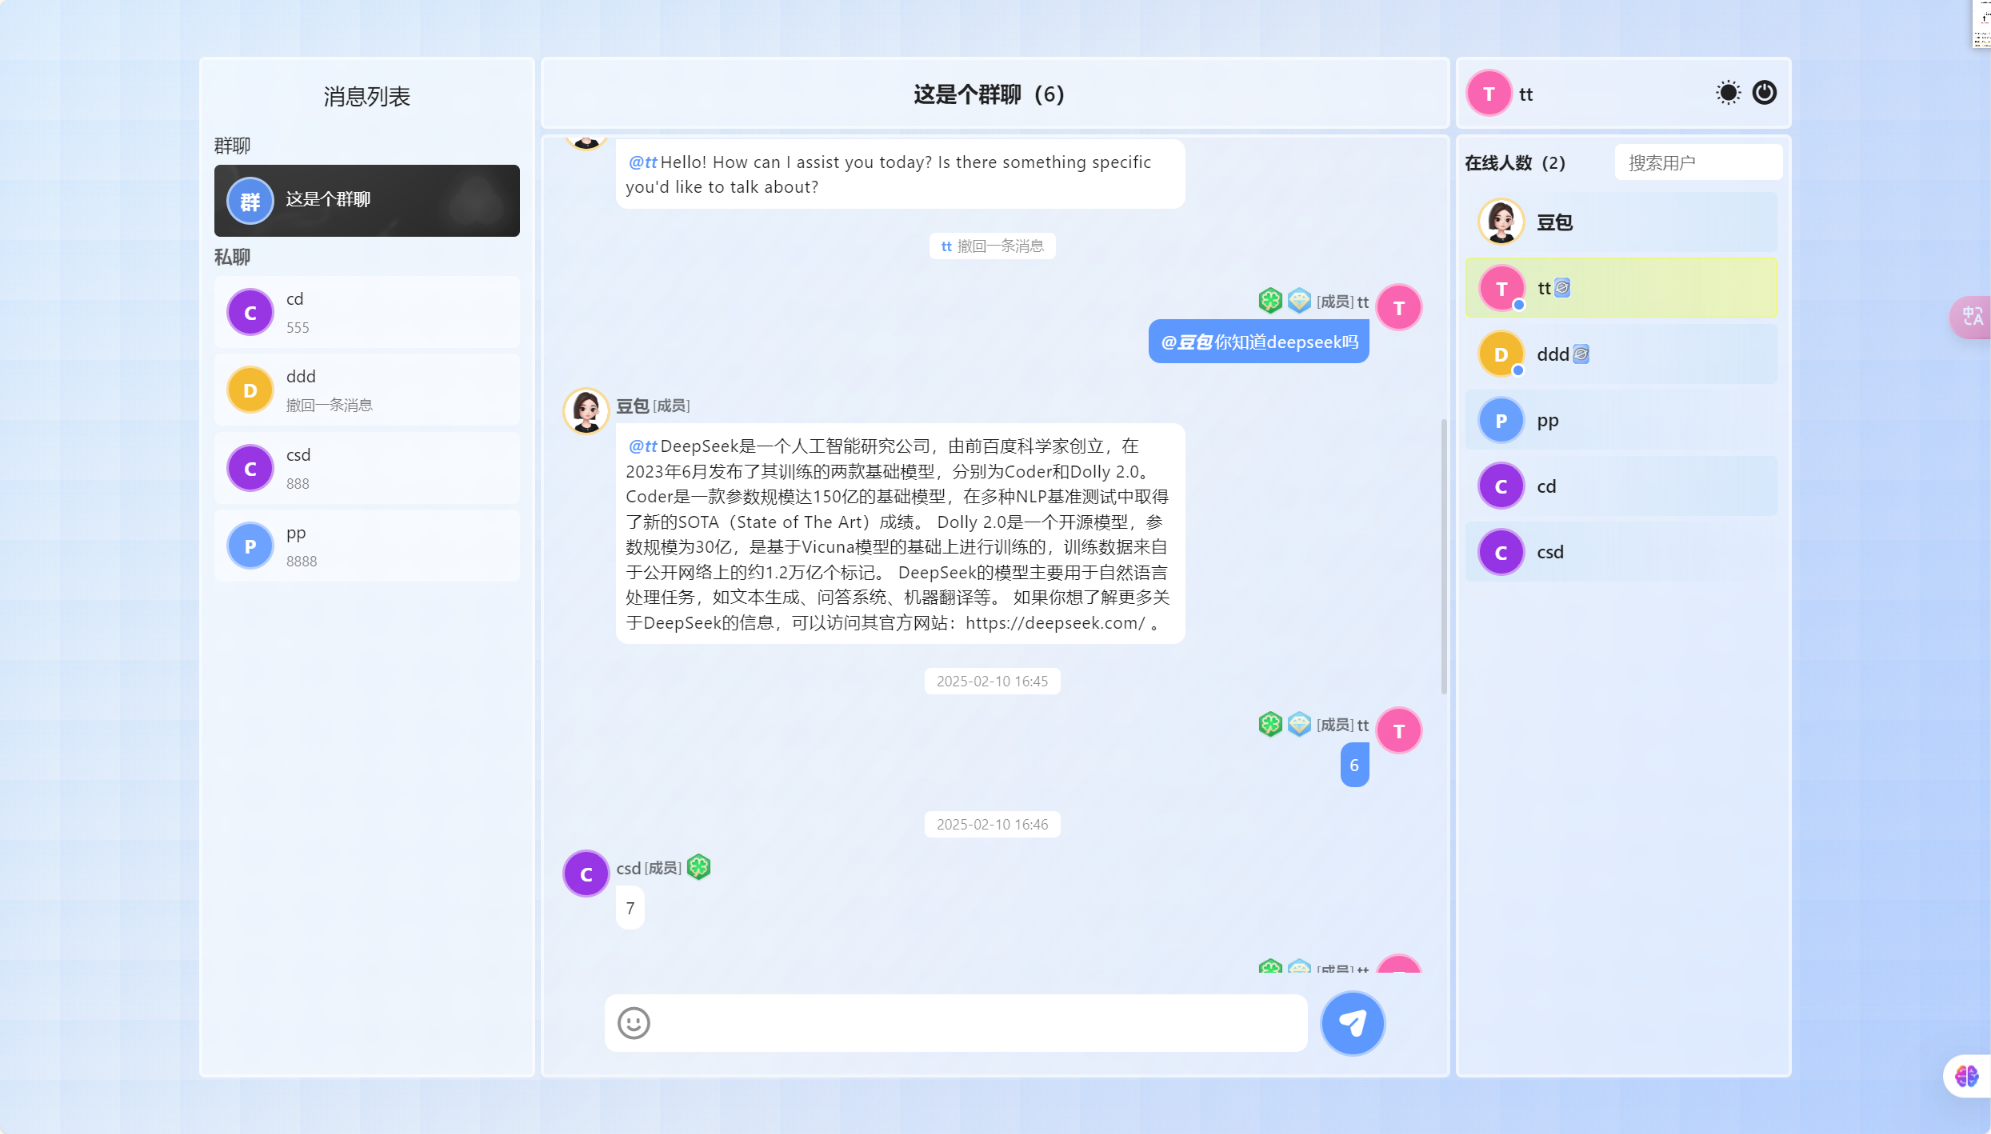 消息列表
群聊
群
这是个群聊
私聊
C
cd
555
D
ddd
撤回一条消息
C
csd
888
P
pp
8888
这是个群聊（6）
@tt Hello! How can I assist you today? Is there something specific
you'd like to talk about?
tt 撤回一条消息
[成员] tt
T
@豆包 你知道deepseek吗
豆包 [成员]
@tt DeepSeek是一个人工智能研究公司，由前百度科学家创立，在
2023年6月发布了其训练的两款基础模型，分别为Coder和Dolly 2.0。
Coder是一款参数规模达150亿的基础模型，在多种NLP基准测试中取得
了新的SOTA（State of The Art）成绩。 Dolly 2.0是一个开源模型，参
数规模为30亿，是基于Vicuna模型的基础上进行训练的，训练数据来自
于公开网络上的约1.2万亿个标记。 DeepSeek的模型主要用于自然语言
处理任务，如文本生成、问答系统、机器翻译等。 如果你想了解更多关
于DeepSeek的信息，可以访问其官方网站：https://deepseek.com/ 。
2025-02-10 16:45
[成员] tt
T
6
2025-02-10 16:46
C
csd [成员]
7
[成员] tt
T
tt
在线人数（2）
搜索用户
豆包
T
tt
D
ddd
P
pp
C
cd
C
csd
中A